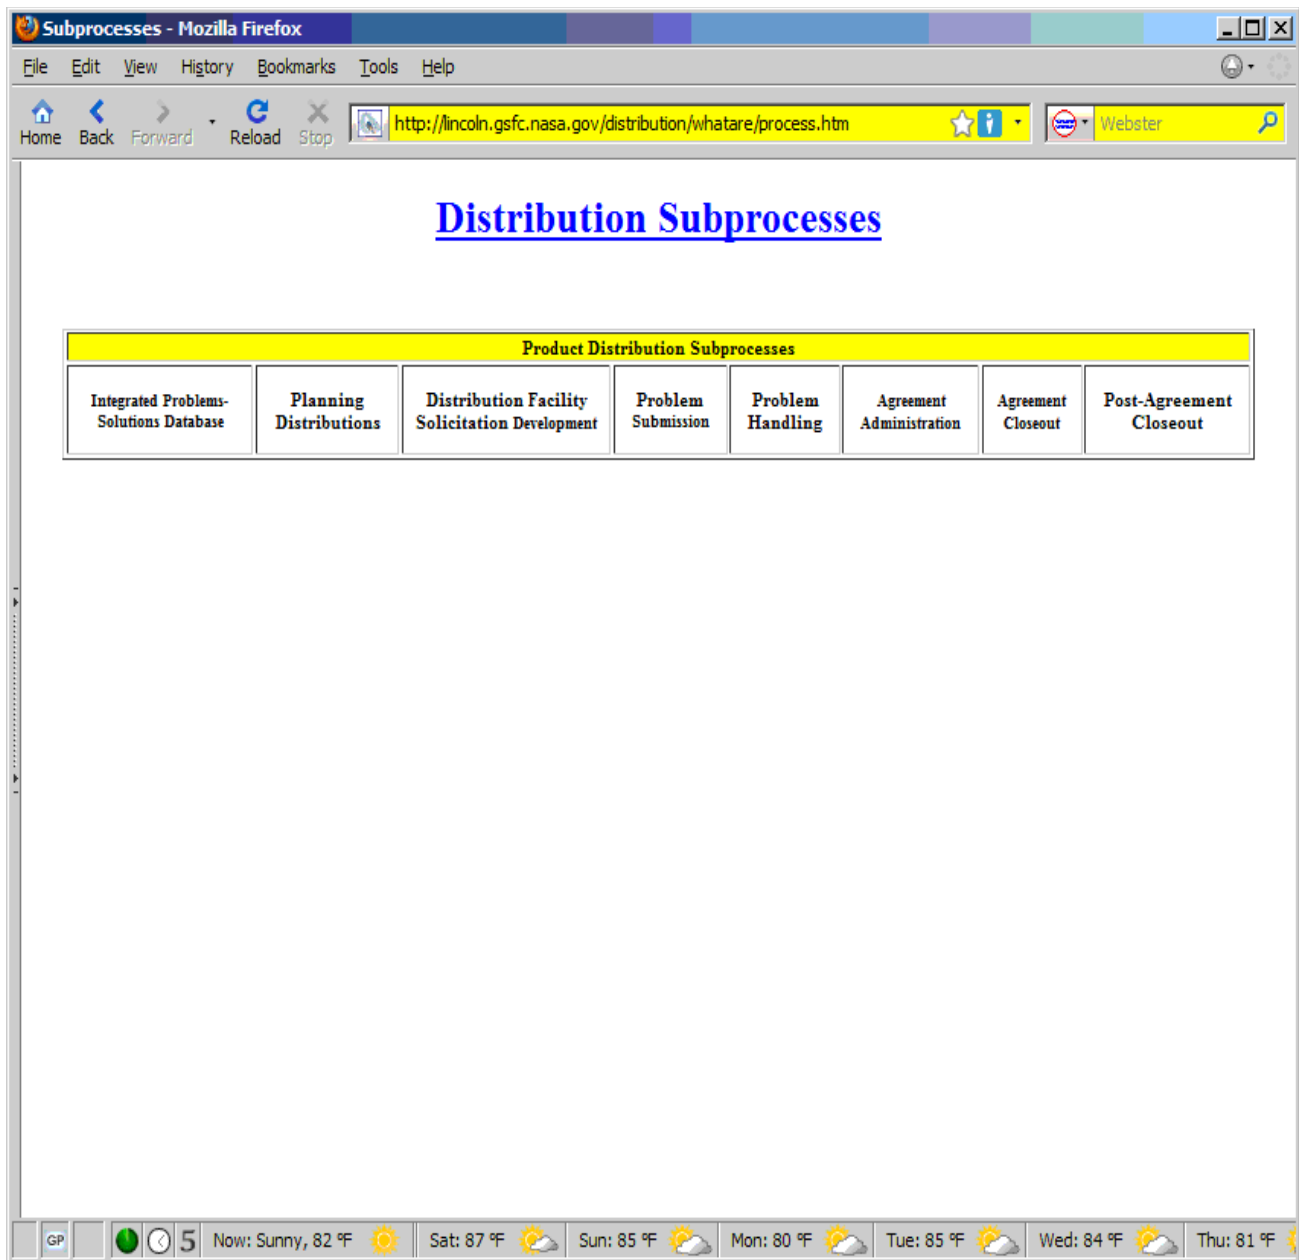 Subprocesses - Mozilla Firefox
File Edit View History Bookmarks Tools Help
Home Back Forward Reload Stop http://lincoln.gsfc.nasa.gov/distribution/whatare/process.htm Webster
Distribution Subprocesses
Product Distribution Subprocesses
Integrated Problems-
Solutions Database
Planning
Distributions
Distribution Facility
Solicitation Development
Problem
Submission
Problem
Handling
Agreement
Administration
Agreement
Closeout
Post-Agreement
Closeout
GP 5 Now: Sunny, 82 °F Sat: 87 °F Sun: 85 °F Mon: 80 °F Tue: 85 °F Wed: 84 °F Thu: 81 °F